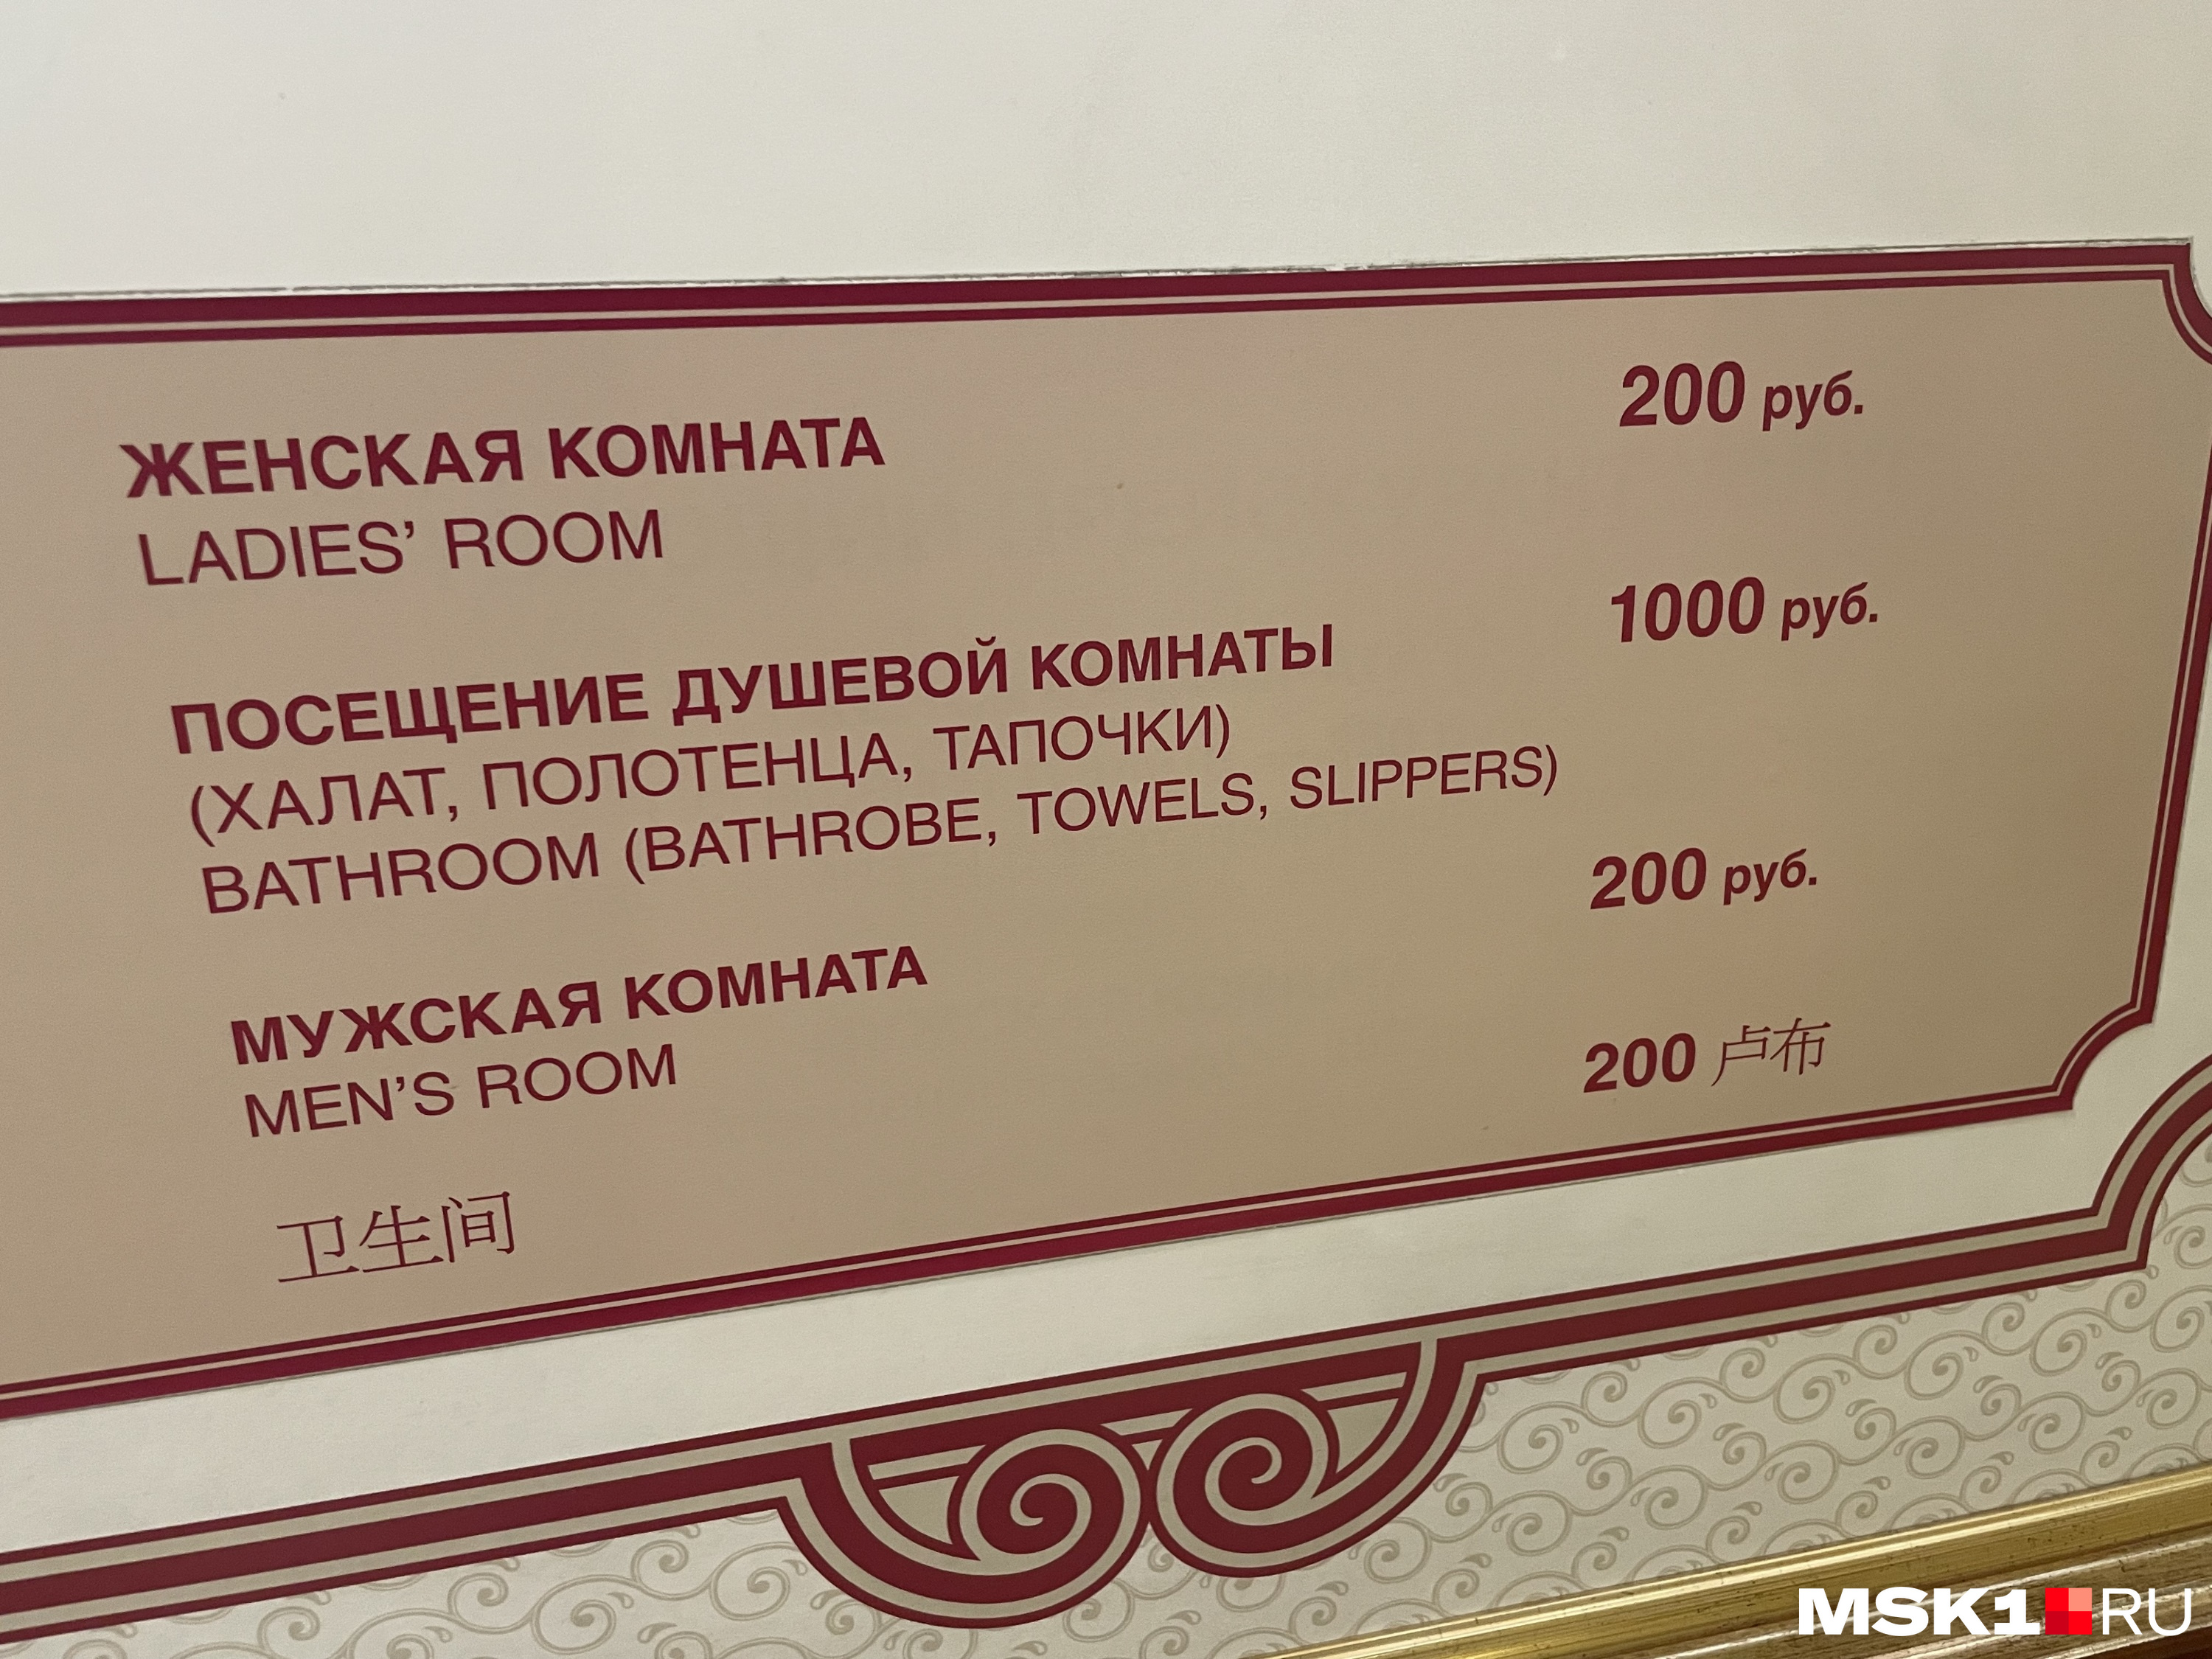 ЖЕНСКАЯ КОМНАТА 200 руб.
LADIES’ ROOM
ПОСЕЩЕНИЕ ДУШЕВОЙ КОМНАТЫ 1000 руб.
(ХАЛАТ, ПОЛОТЕНЦА, ТАПОЧКИ)
BATHROOM (BATHROBE, TOWELS, SLIPPERS)
МУЖСКАЯ КОМНАТА 200 руб.
MEN’S ROOM
卫生间 200 卢布
MSK1 RU